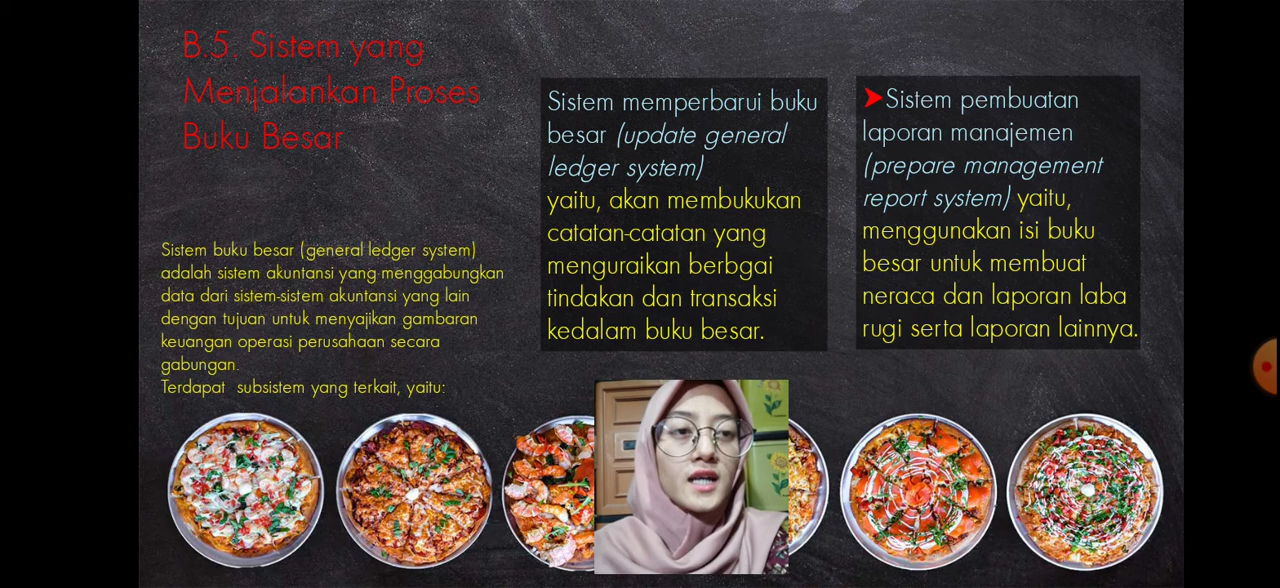 B.5. Sistem yang
Menjalankan Proses
Buku Besar
Sistem buku besar (general ledger system)
adalah sistem akuntansi yang menggabungkan
data dari sistem-sistem akuntansi yang lain
dengan tujuan untuk menyajikan gambaran
keuangan operasi perusahaan secara
gabungan.
Terdapat  subsistem yang terkait, yaitu:
Sistem memperbarui buku
besar (update general
ledger system)
yaitu, akan membukukan
catatan-catatan yang
menguraikan berbgai
tindakan dan transaksi
kedalam buku besar.
➤Sistem pembuatan
laporan manajemen
(prepare management
report system) yaitu,
menggunakan isi buku
besar untuk membuat
neraca dan laporan laba
rugi serta laporan lainnya.